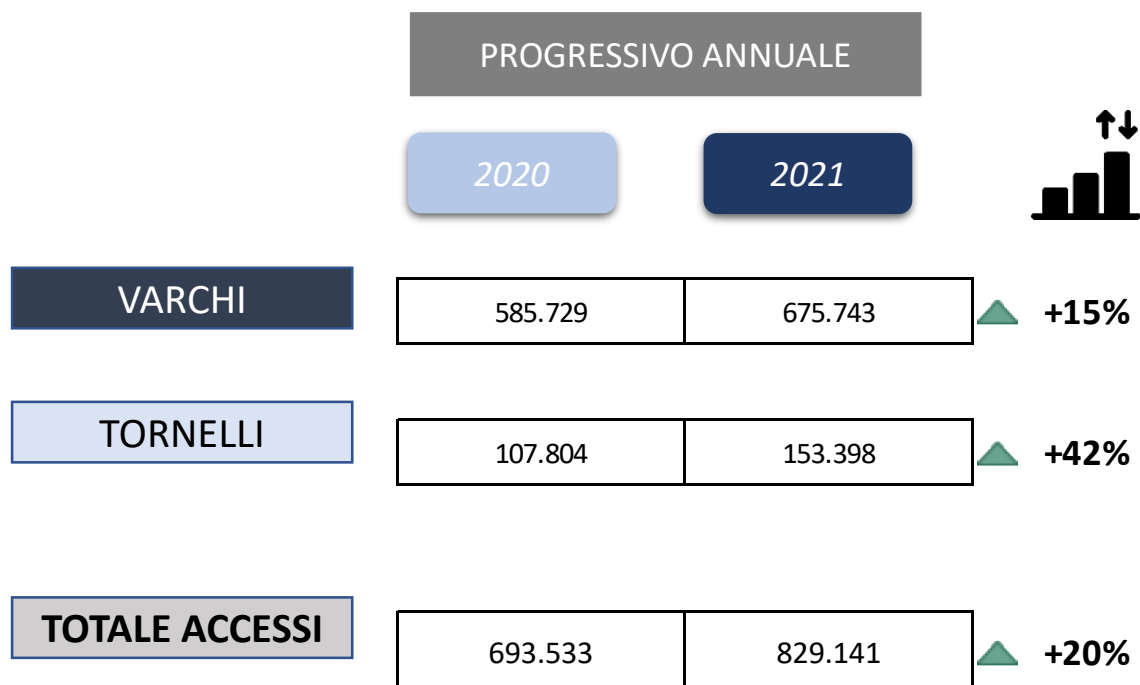 PROGRESSIVO ANNUALE
2020 2021
VARCHI 585.729 675.743 +15%
TORNELLI 107.804 153.398 +42%
TOTALE ACCESSI 693.533 829.141 +20%